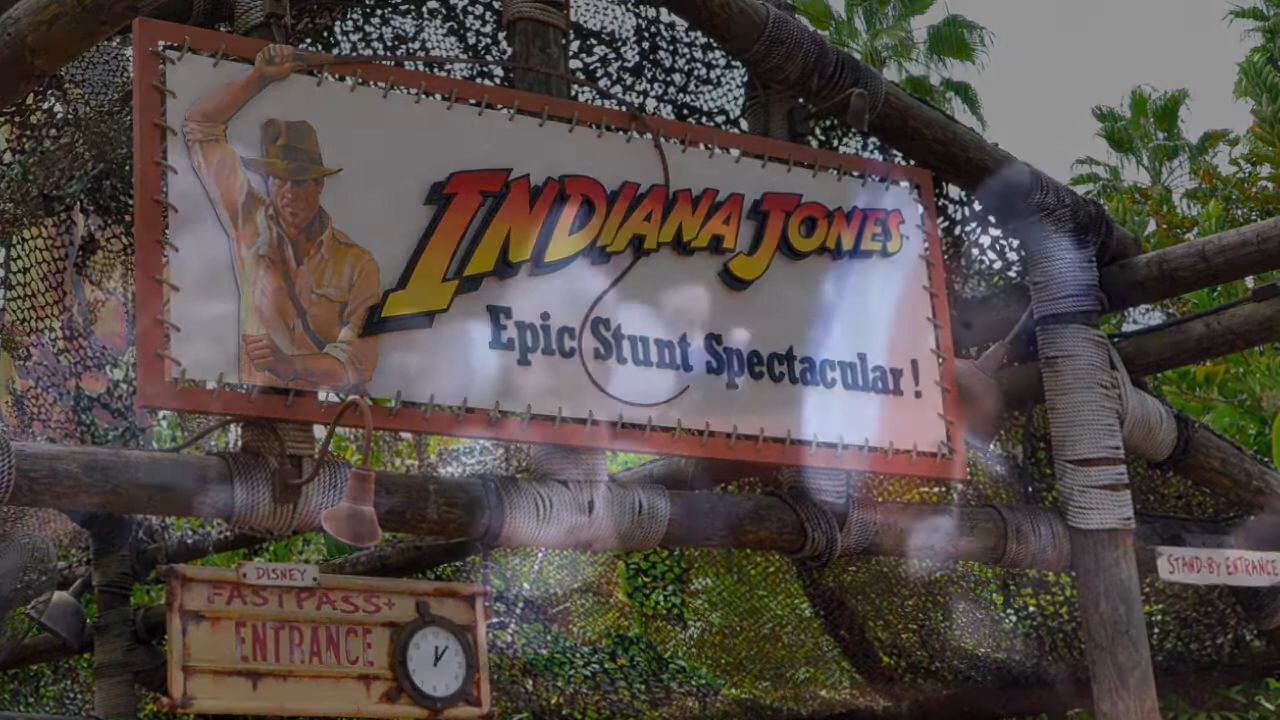 INDIANA JONES
Epic Stunt Spectacular!
DISNEY
FASTPASS+
ENTRANCE
STAND-BY ENTRANCE